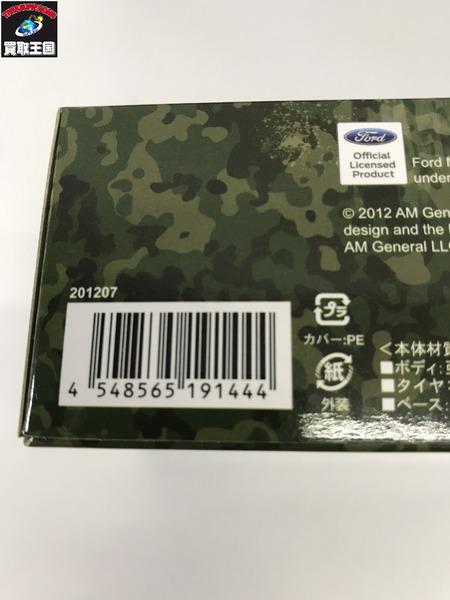 TREASURE KING
買取王国
Ford
Official
Licensed
Product
Ford
under
© 2012 AM Gen
design and the
AM General LLC
201207
プラ
カバー:PE
紙
外装
4 548565 191444
<本体材質
■ボディ:
■タイヤ:
■ベース: